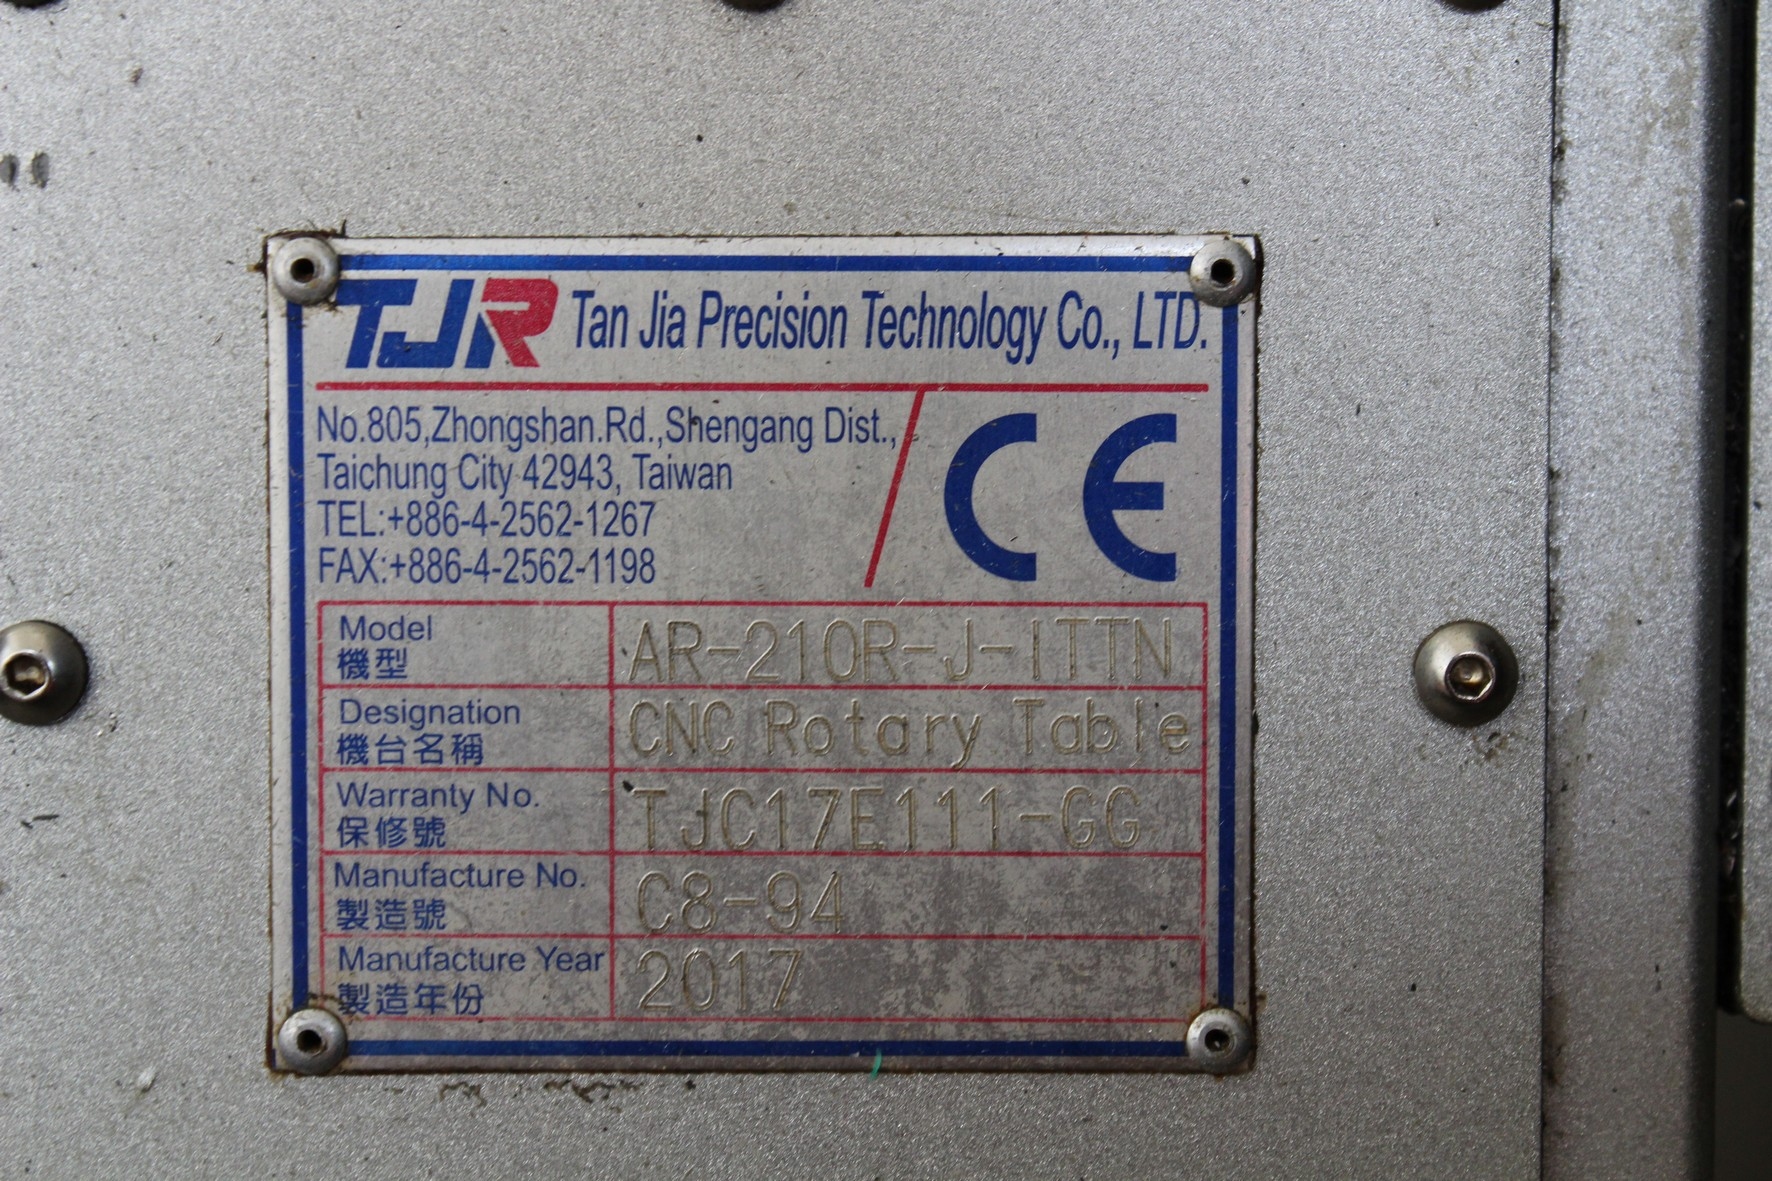 TJR Tan Jia Precision Technology Co., LTD.
No.805,Zhongshan.Rd.,Shengang Dist.,
Taichung City 42943, Taiwan
TEL:+886-4-2562-1267
FAX:+886-4-2562-1198
CE
Model AR-210R-J-ITTN
機型
Designation CNC Rotary Table
機台名稱
Warranty No. TJC17E111-GG
保修號
Manufacture No. C8-94
製造號
Manufacture Year 2017
製造年份